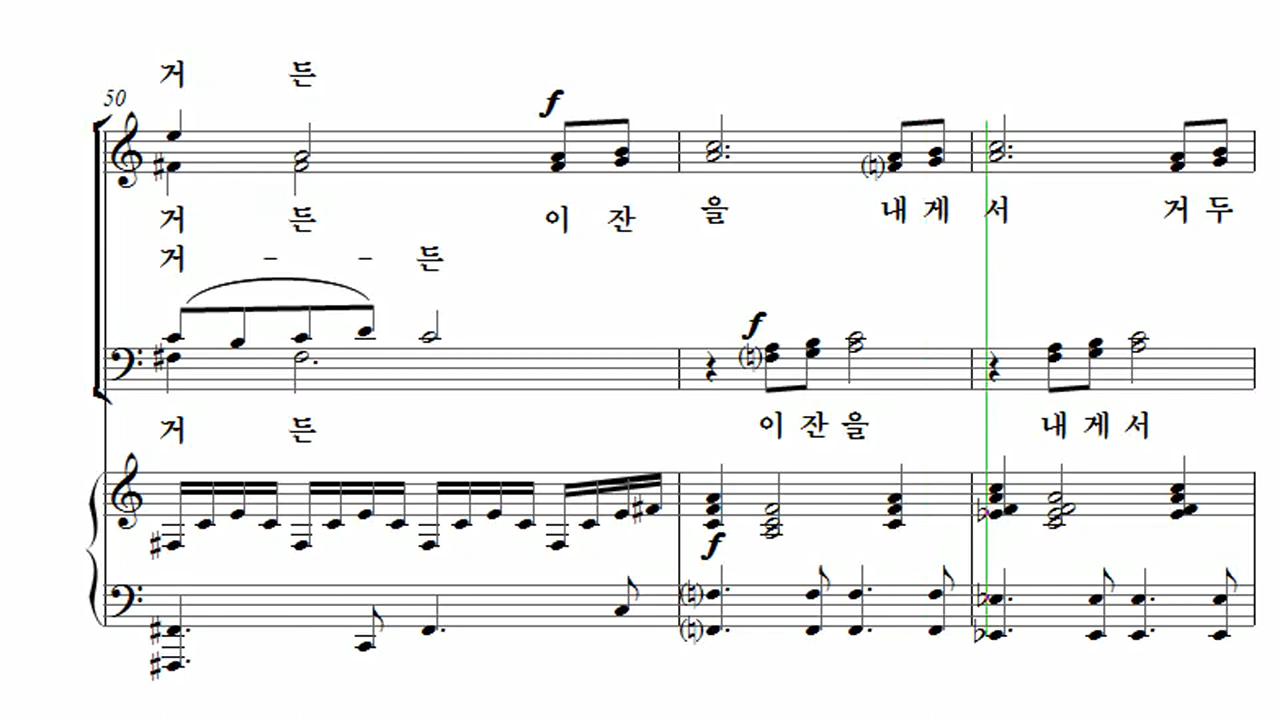 거 든
50
f
거 든 이 잔 을 내 게 서 거 두
거 - - 든
f
거 든 이 잔 을 내 게 서
f